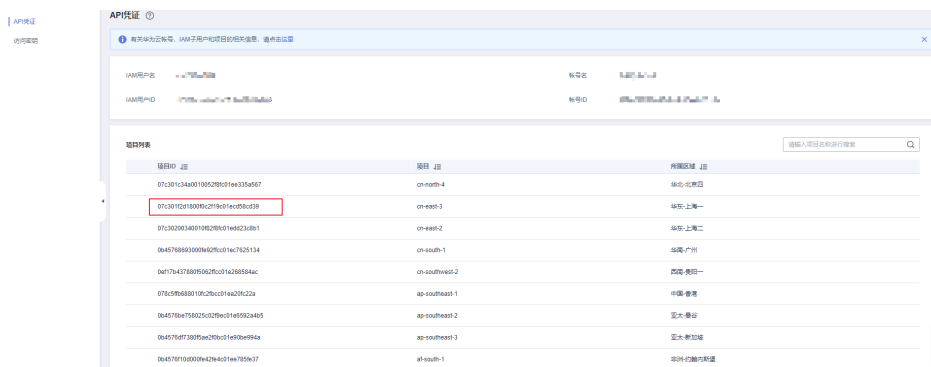 API凭证
API凭证
访问密钥
有关华为云帐号、IAM子用户和项目的相关信息，请点击这里
IAM用户名
帐号名
IAM用户ID
帐号ID
项目列表
请输入项目名称进行搜索
项目ID 项目 所属区域
07c301c34a0010052f8fc01ee335a567 cn-north-4 华北-北京四
07c301f2d1800f0c2f19c01ecd58cd39 cn-east-3 华东-上海一
07c30200340010f82f8fc01edd23c8b1 cn-east-2 华东-上海二
0b45768693000fe92ffcc01ec7625134 cn-south-1 华南-广州
0ef17b437880f5062ffcc01e268584ac cn-southwest-2 西南-贵阳一
078c5ffb688010fc2fbcc01ea20fc22a ap-southeast-1 中国-香港
0b4576be758025c02f9ec01e6592a4b5 ap-southeast-2 亚太-曼谷
0b4576df7380f5ae2f0bc01e90be994a ap-southeast-3 亚太-新加坡
0b4576f10d000fe42fe4c01ee785fe37 af-south-1 非洲-约翰内斯堡